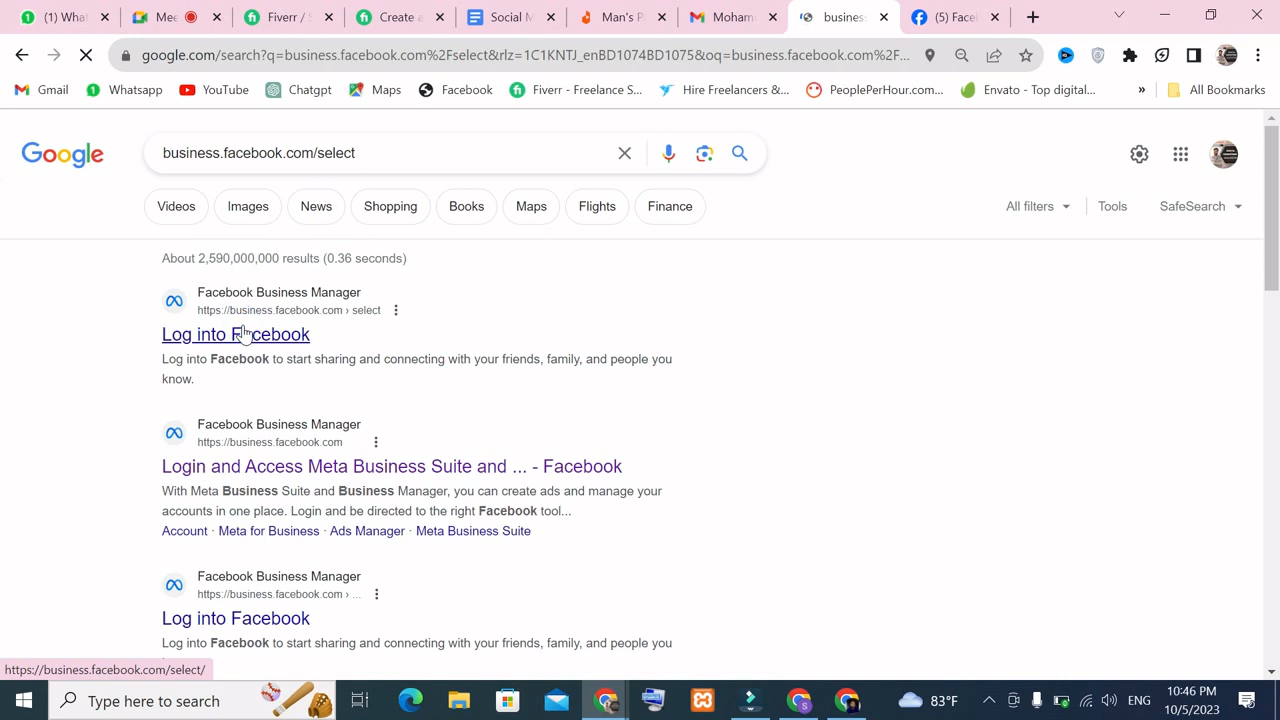 (1) What
Mee
Fiverr / S
Create a
Social M
Man's P
Moham
busines
(5) Face
google.com/search?q=business.facebook.com%2Fselect&rlz=1C1KNTJ_enBD1074BD1075&oq=business.facebook.com%2F...
Gmail
Whatsapp
YouTube
Chatgpt
Maps
Facebook
Fiverr - Freelance S...
Hire Freelancers &...
PeoplePerHour.com...
Envato - Top digital...
»
All Bookmarks
Google
business.facebook.com/select
Videos
Images
News
Shopping
Books
Maps
Flights
Finance
All filters
Tools
SafeSearch
About 2,590,000,000 results (0.36 seconds)
Facebook Business Manager
https://business.facebook.com › select
Log into Facebook
Log into Facebook to start sharing and connecting with your friends, family, and people you
know.
Facebook Business Manager
https://business.facebook.com
Login and Access Meta Business Suite and ... - Facebook
With Meta Business Suite and Business Manager, you can create ads and manage your
accounts in one place. Login and be directed to the right Facebook tool...
Account · Meta for Business · Ads Manager · Meta Business Suite
Facebook Business Manager
https://business.facebook.com › ...
Log into Facebook
Log into Facebook to start sharing and connecting with your friends, family, and people you
https://business.facebook.com/select/
Type here to search
83°F
ENG
10:46 PM
10/5/2023